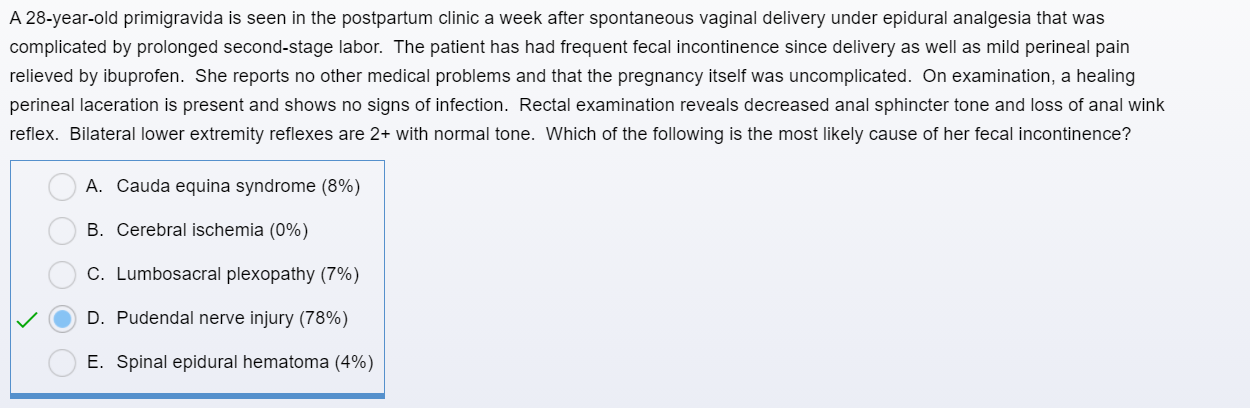 A 28-year-old primigravida is seen in the postpartum clinic a week after spontaneous vaginal delivery under epidural analgesia that was
complicated by prolonged second-stage labor.  The patient has had frequent fecal incontinence since delivery as well as mild perineal pain
relieved by ibuprofen.  She reports no other medical problems and that the pregnancy itself was uncomplicated.  On examination, a healing
perineal laceration is present and shows no signs of infection.  Rectal examination reveals decreased anal sphincter tone and loss of anal wink
reflex.  Bilateral lower extremity reflexes are 2+ with normal tone.  Which of the following is the most likely cause of her fecal incontinence?
A. Cauda equina syndrome (8%)
B. Cerebral ischemia (0%)
C. Lumbosacral plexopathy (7%)
D. Pudendal nerve injury (78%)
E. Spinal epidural hematoma (4%)